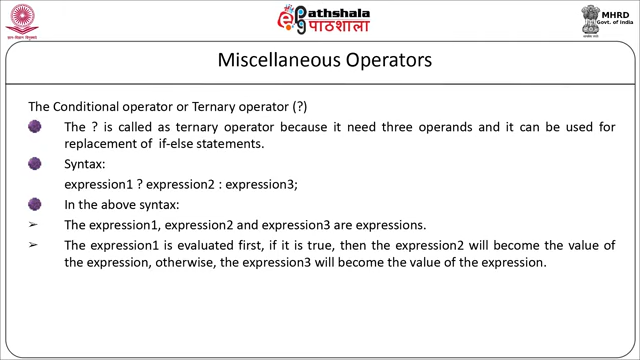 Pathshala
पाठशाला
MHRD
Govt. of India
Miscellaneous Operators
The Conditional operator or Ternary operator (?)
The ? is called as ternary operator because it need three operands and it can be used for
replacement of if-else statements.
Syntax:
expression1 ? expression2 : expression3;
In the above syntax:
➢ The expression1, expression2 and expression3 are expressions.
➢ The expression1 is evaluated first, if it is true, then the expression2 will become the value of
the expression, otherwise, the expression3 will become the value of the expression.